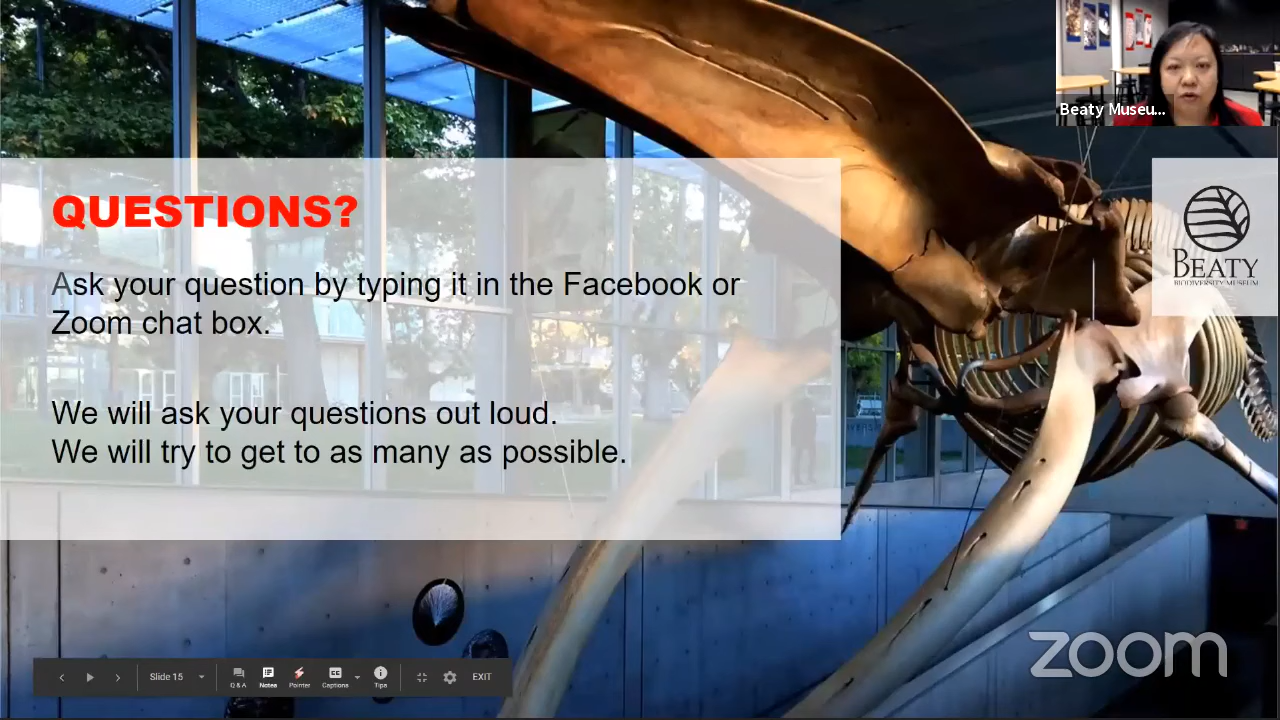 Beaty Museu...
QUESTIONS?
Ask your question by typing it in the Facebook or
Zoom chat box.
We will ask your questions out loud.
We will try to get to as many as possible.
BEATY
BIODIVERSITY MUSEUM
zoom
Slide 15
Q & A
Notes
Pointer
Captions
CC
Tips
EXIT